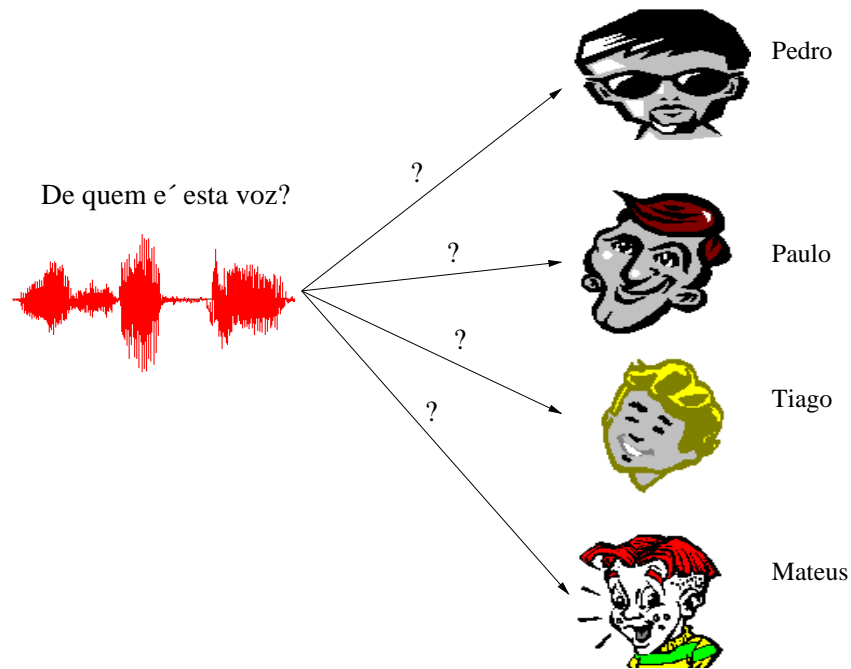 Pedro
?
De quem e´ esta voz?
?
Paulo
?
Tiago
?
Mateus